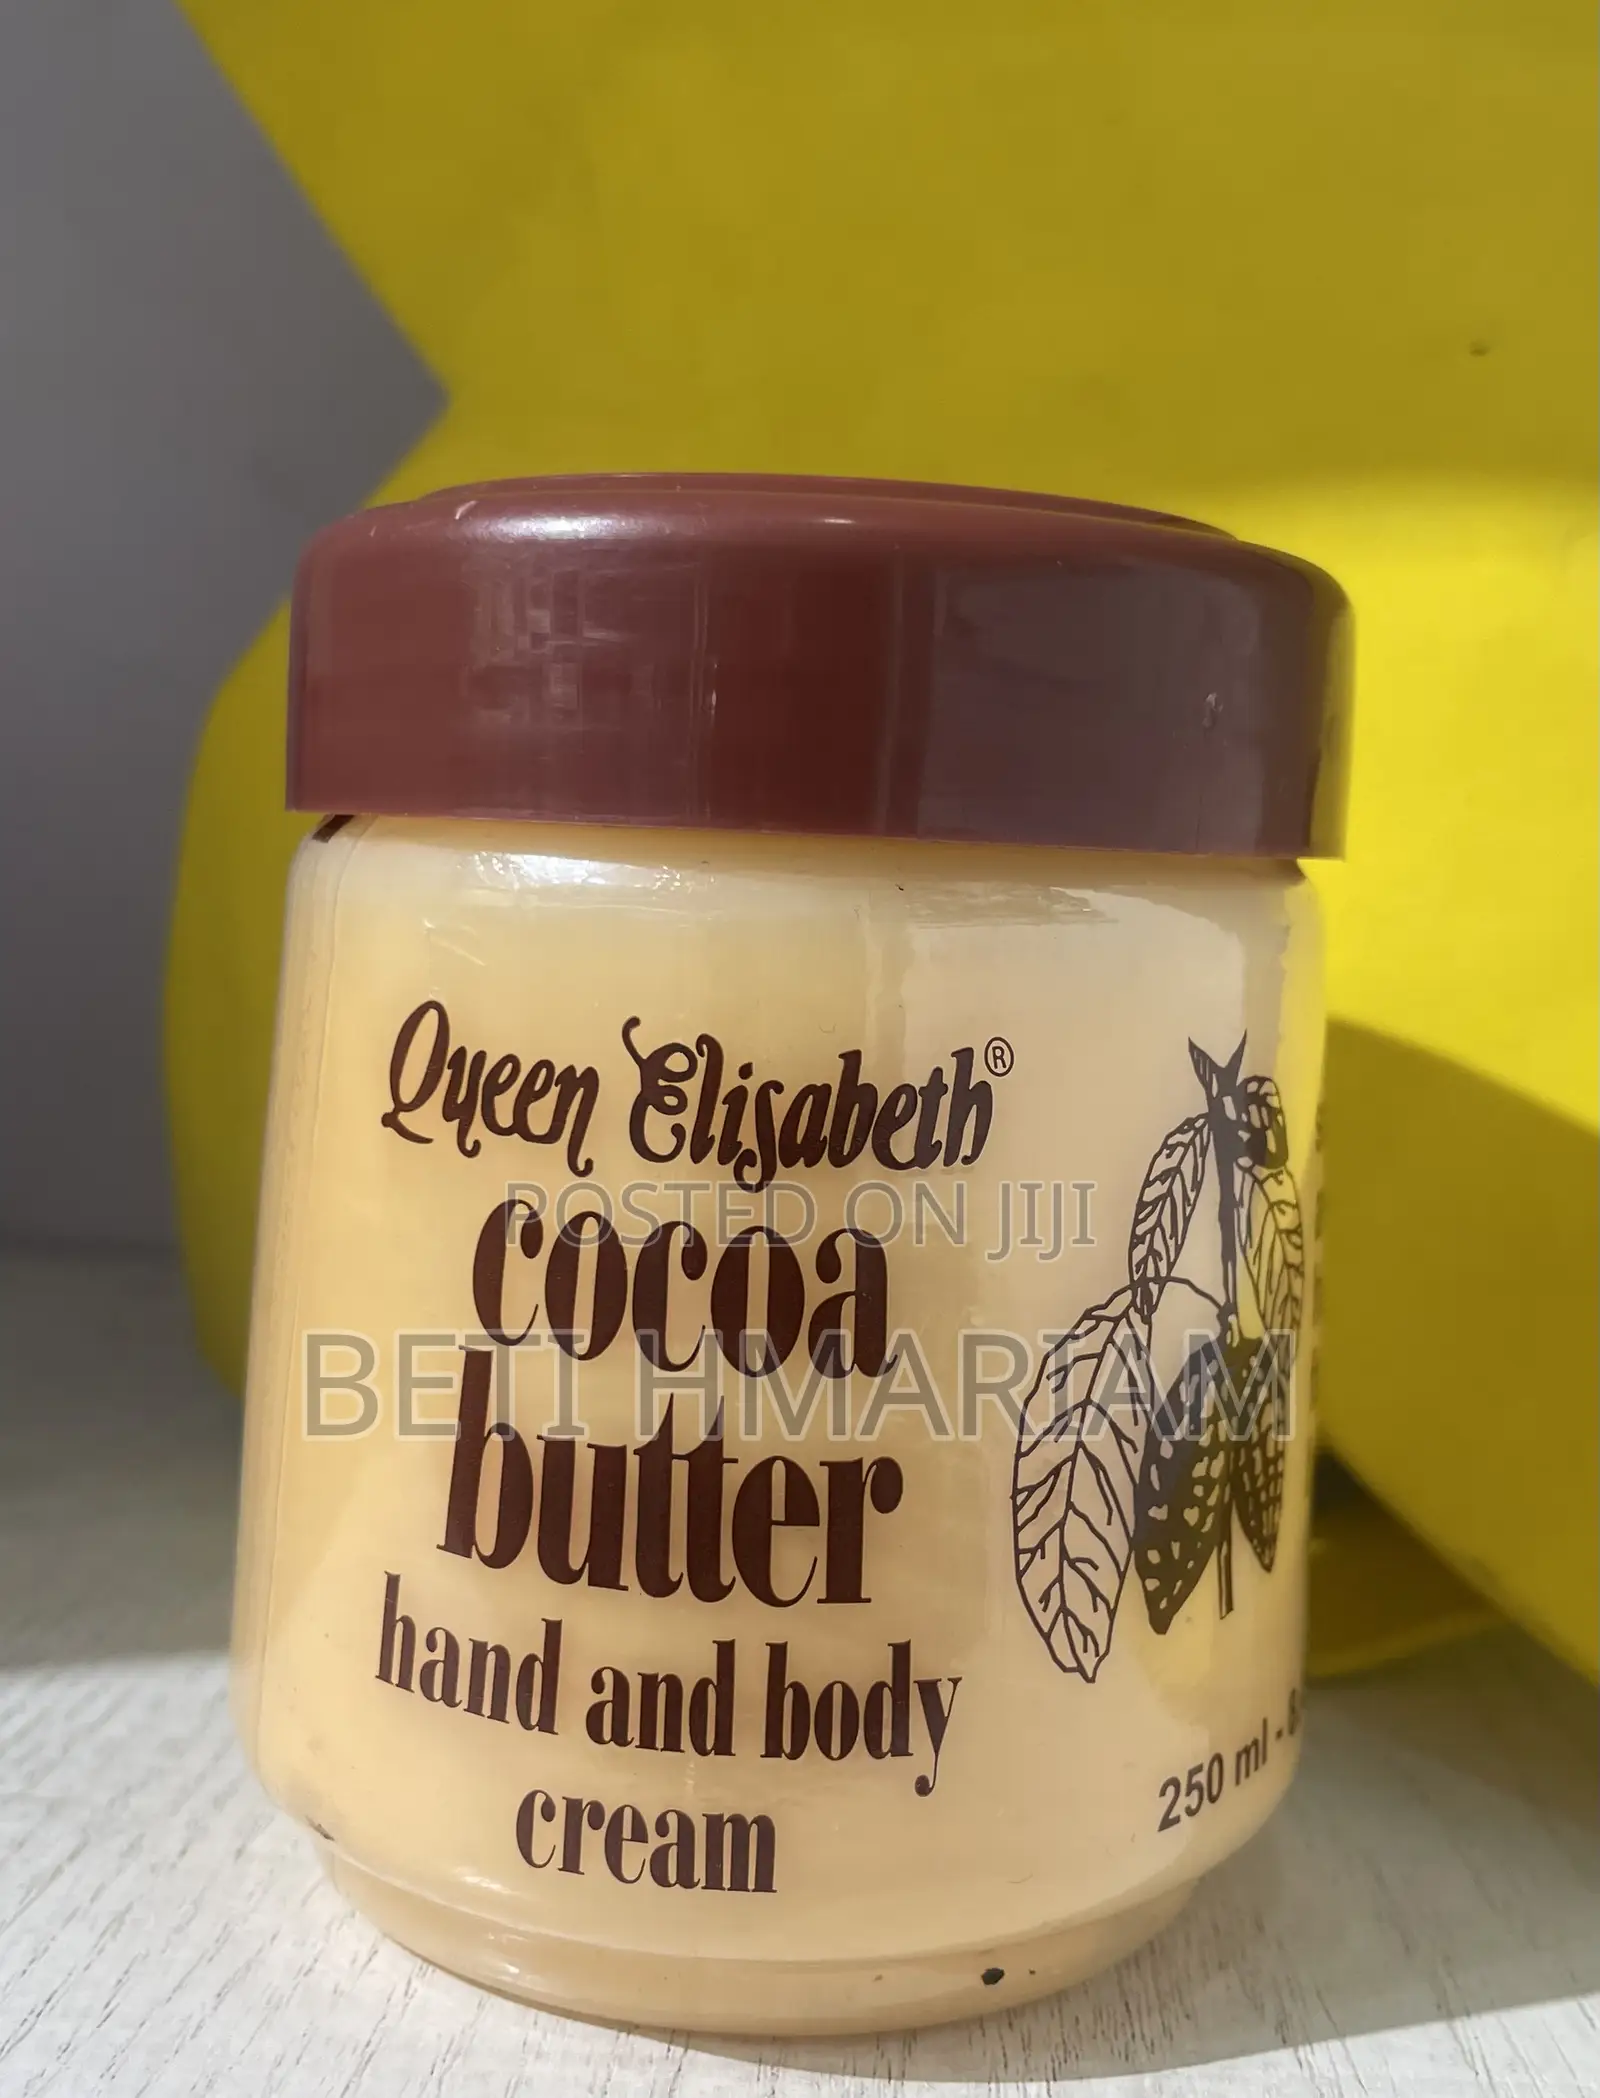 Queen Elisabeth®
POSTED ON JIJI
cocoa
BETI HMARIAM
butter
hand and body
cream
250 ml -